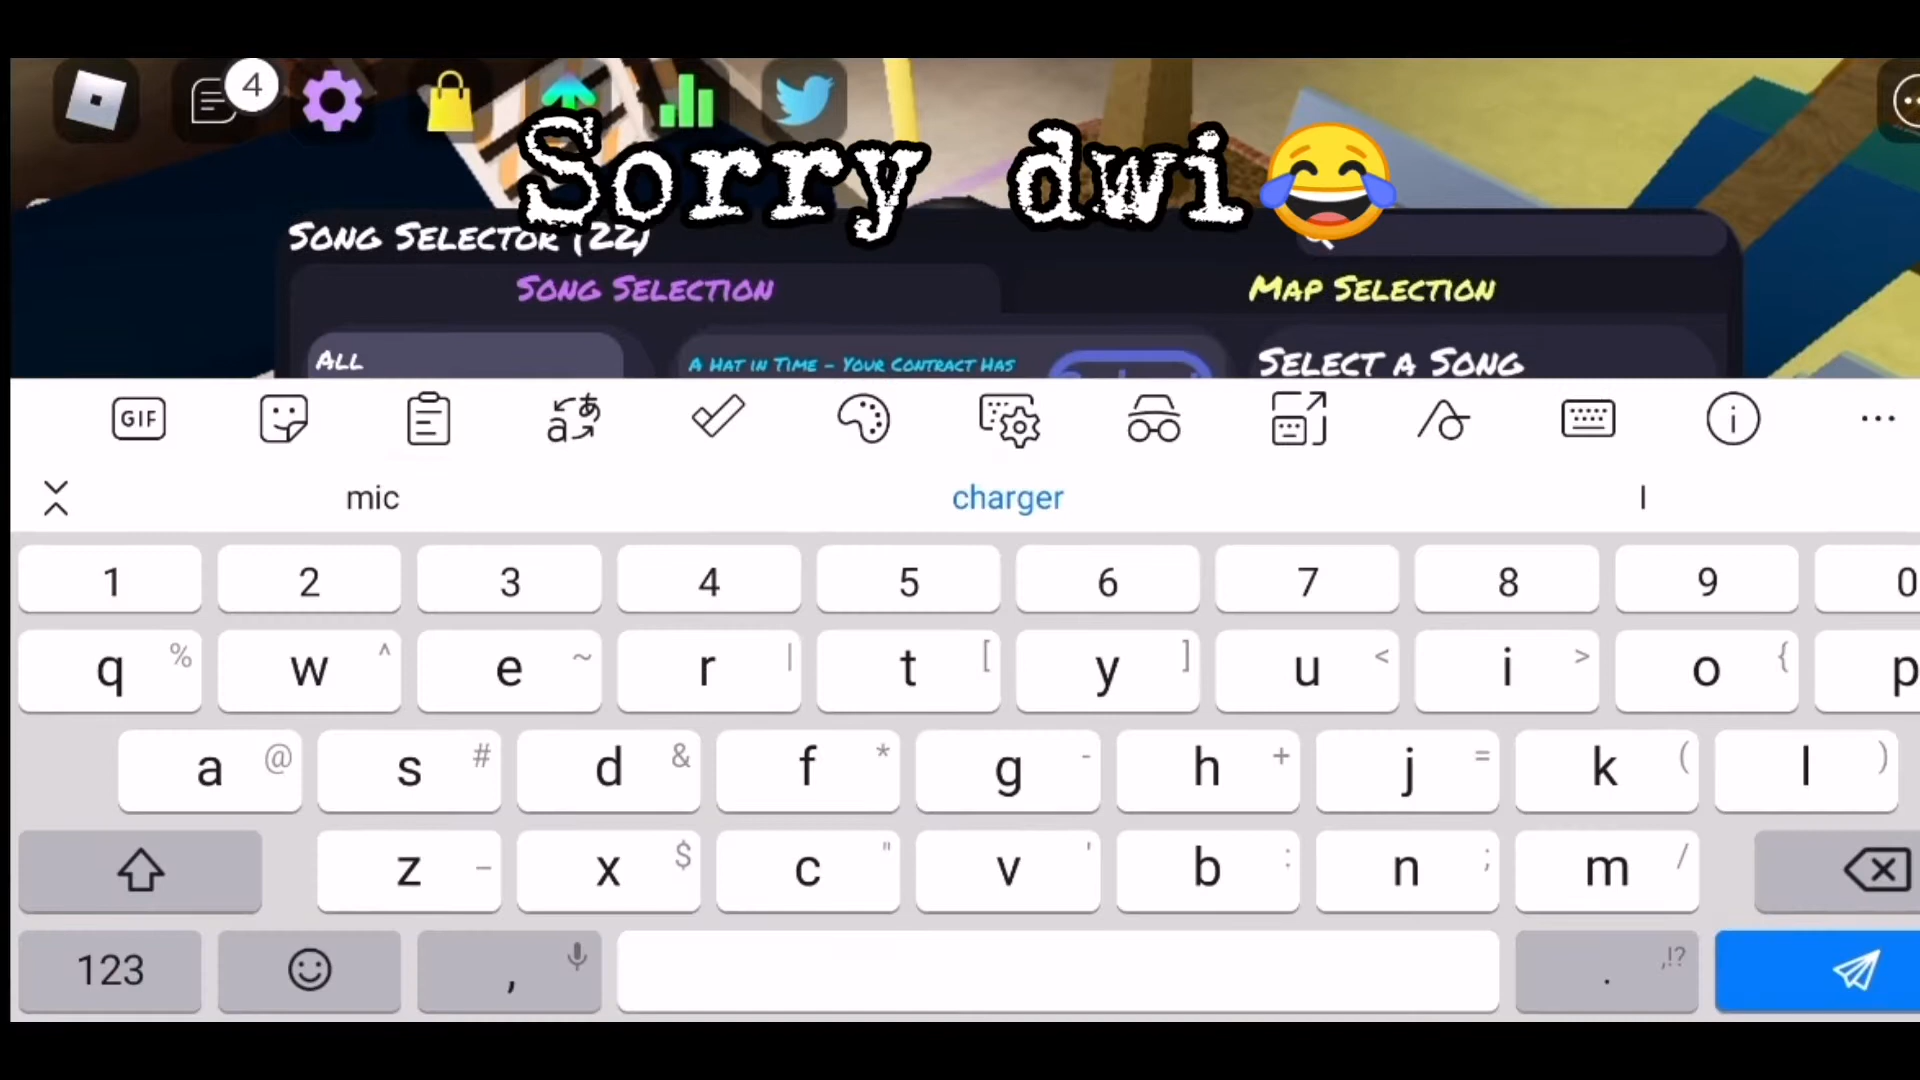 4
Sorry dwi😂
Song Selector (22)
Song Selection
Map Selection
All
A Hat in Time - Your Contract Has
Select a Song
GIF
mic
charger
I
1 2 3 4 5 6 7 8 9 0
q % w ^ e ~ r | t [ y ] u < i > o { p
a @ s # d & f * g - h + j = k ( l )
z _ x $ c " v ' b : n ; m /
123 , . ,!?